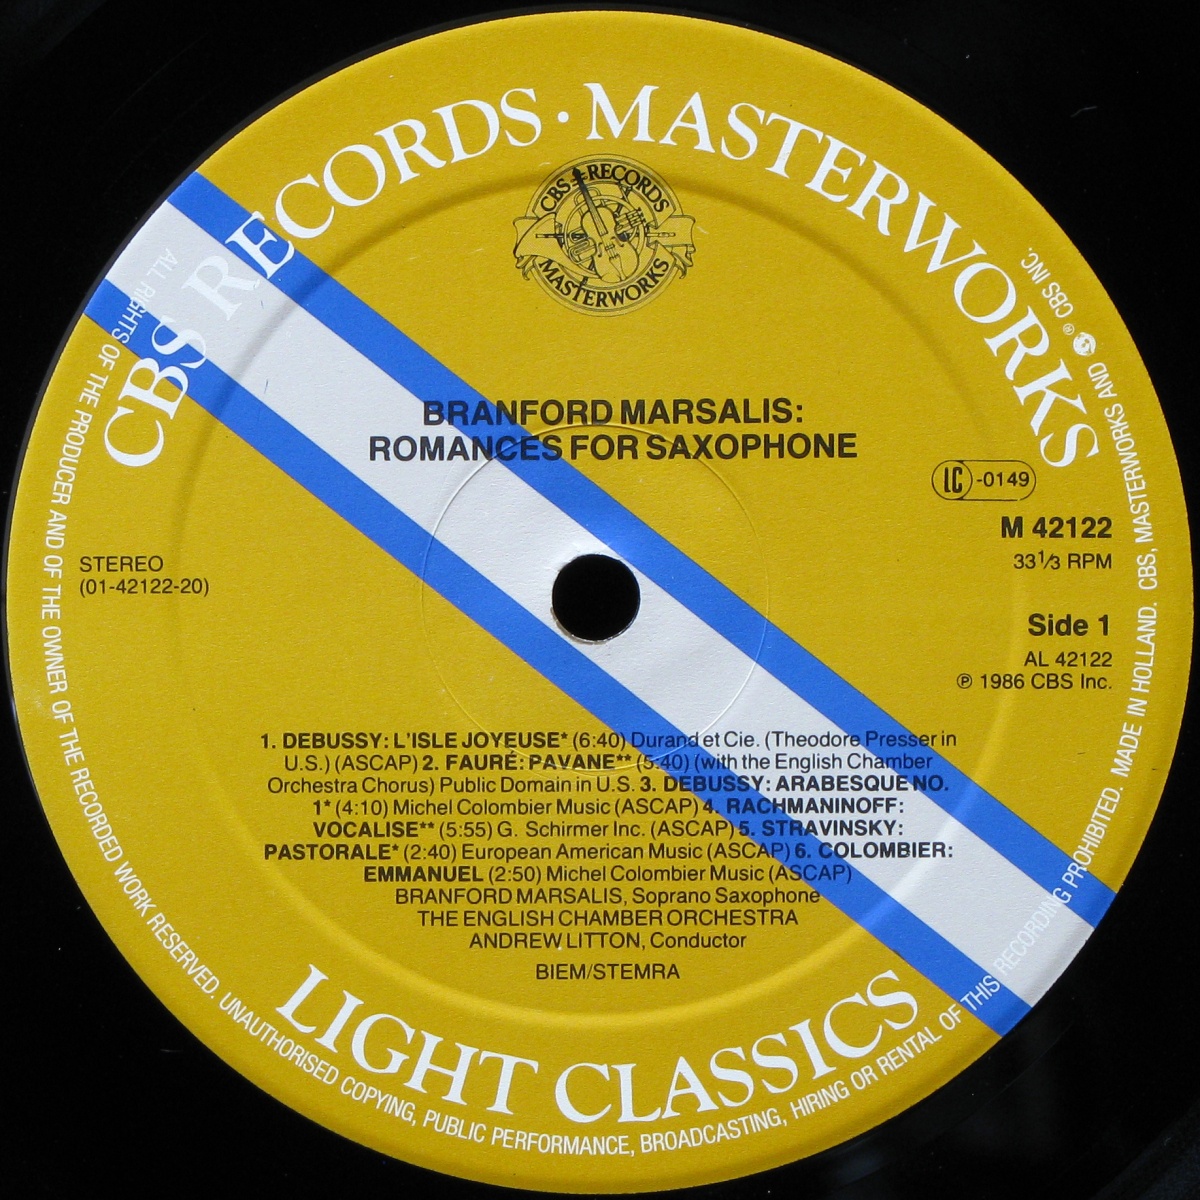 CBS RECORDS · MASTERWORKS
CBS RECORDS
MASTERWORKS
BRANFORD MARSALIS:
ROMANCES FOR SAXOPHONE
LC -0149
M 42122
33⅓ RPM
STEREO
(01-42122-20)
Side 1
AL 42122
℗ 1986 CBS Inc.
1. DEBUSSY: L'ISLE JOYEUSE* (6:40) Durand et Cie. (Theodore Presser in
U.S.) (ASCAP) 2. FAURÉ: PAVANE** (5:40) (with the English Chamber
Orchestra Chorus) Public Domain in U.S. 3. DEBUSSY: ARABESQUE NO.
1* (4:10) Michel Colombier Music (ASCAP) 4. RACHMANINOFF:
VOCALISE** (5:55) G. Schirmer Inc. (ASCAP) 5. STRAVINSKY:
PASTORALE* (2:40) European American Music (ASCAP) 6. COLOMBIER:
EMMANUEL (2:50) Michel Colombier Music (ASCAP)
BRANFORD MARSALIS, Soprano Saxophone
THE ENGLISH CHAMBER ORCHESTRA
ANDREW LITTON, Conductor
BIEM/STEMRA
LIGHT CLASSICS
ALL RIGHTS OF THE PRODUCER AND OF THE OWNER OF THE RECORDED WORK RESERVED. UNAUTHORISED COPYING, PUBLIC PERFORMANCE, BROADCASTING, HIRING OR RENTAL OF THIS RECORDING PROHIBITED. MADE IN HOLLAND. CBS, MASTERWORKS AND ® CBS INC.